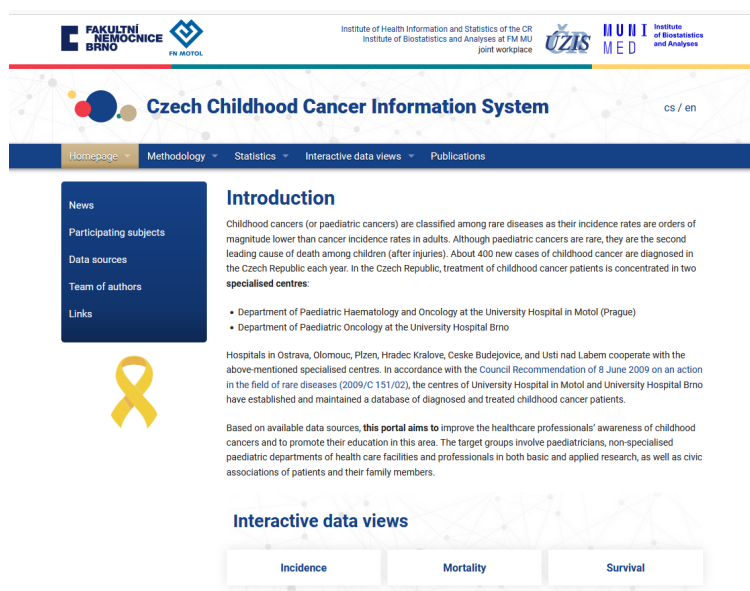 FAKULTNÍ
NEMOCNICE
BRNO
FN MOTOL
Institute of Health Information and Statistics of the CR
Institute of Biostatistics and Analyses at FM MU
joint workplace
ÚZIS
MUNI
MED
Institute
of Biostatistics
and Analyses
Czech Childhood Cancer Information System
cs / en
Homepage
Methodology
Statistics
Interactive data views
Publications
News
Participating subjects
Data sources
Team of authors
Links
Introduction
Childhood cancers (or paediatric cancers) are classified among rare diseases as their incidence rates are orders of
magnitude lower than cancer incidence rates in adults. Although paediatric cancers are rare, they are the second
leading cause of death among children (after injuries). About 400 new cases of childhood cancer are diagnosed in
the Czech Republic each year. In the Czech Republic, treatment of childhood cancer patients is concentrated in two
specialised centres:
• Department of Paediatric Haematology and Oncology at the University Hospital in Motol (Prague)
• Department of Paediatric Oncology at the University Hospital Brno
Hospitals in Ostrava, Olomouc, Plzen, Hradec Kralove, Ceske Budejovice, and Usti nad Labem cooperate with the
above-mentioned specialised centres. In accordance with the Council Recommendation of 8 June 2009 on an action
in the field of rare diseases (2009/C 151/02), the centres of University Hospital in Motol and University Hospital Brno
have established and maintained a database of diagnosed and treated childhood cancer patients.
Based on available data sources, this portal aims to improve the healthcare professionals' awareness of childhood
cancers and to promote their education in this area. The target groups involve paediatricians, non-specialised
paediatric departments of health care facilities and professionals in both basic and applied research, as well as civic
associations of patients and their family members.
Interactive data views
Incidence
Mortality
Survival